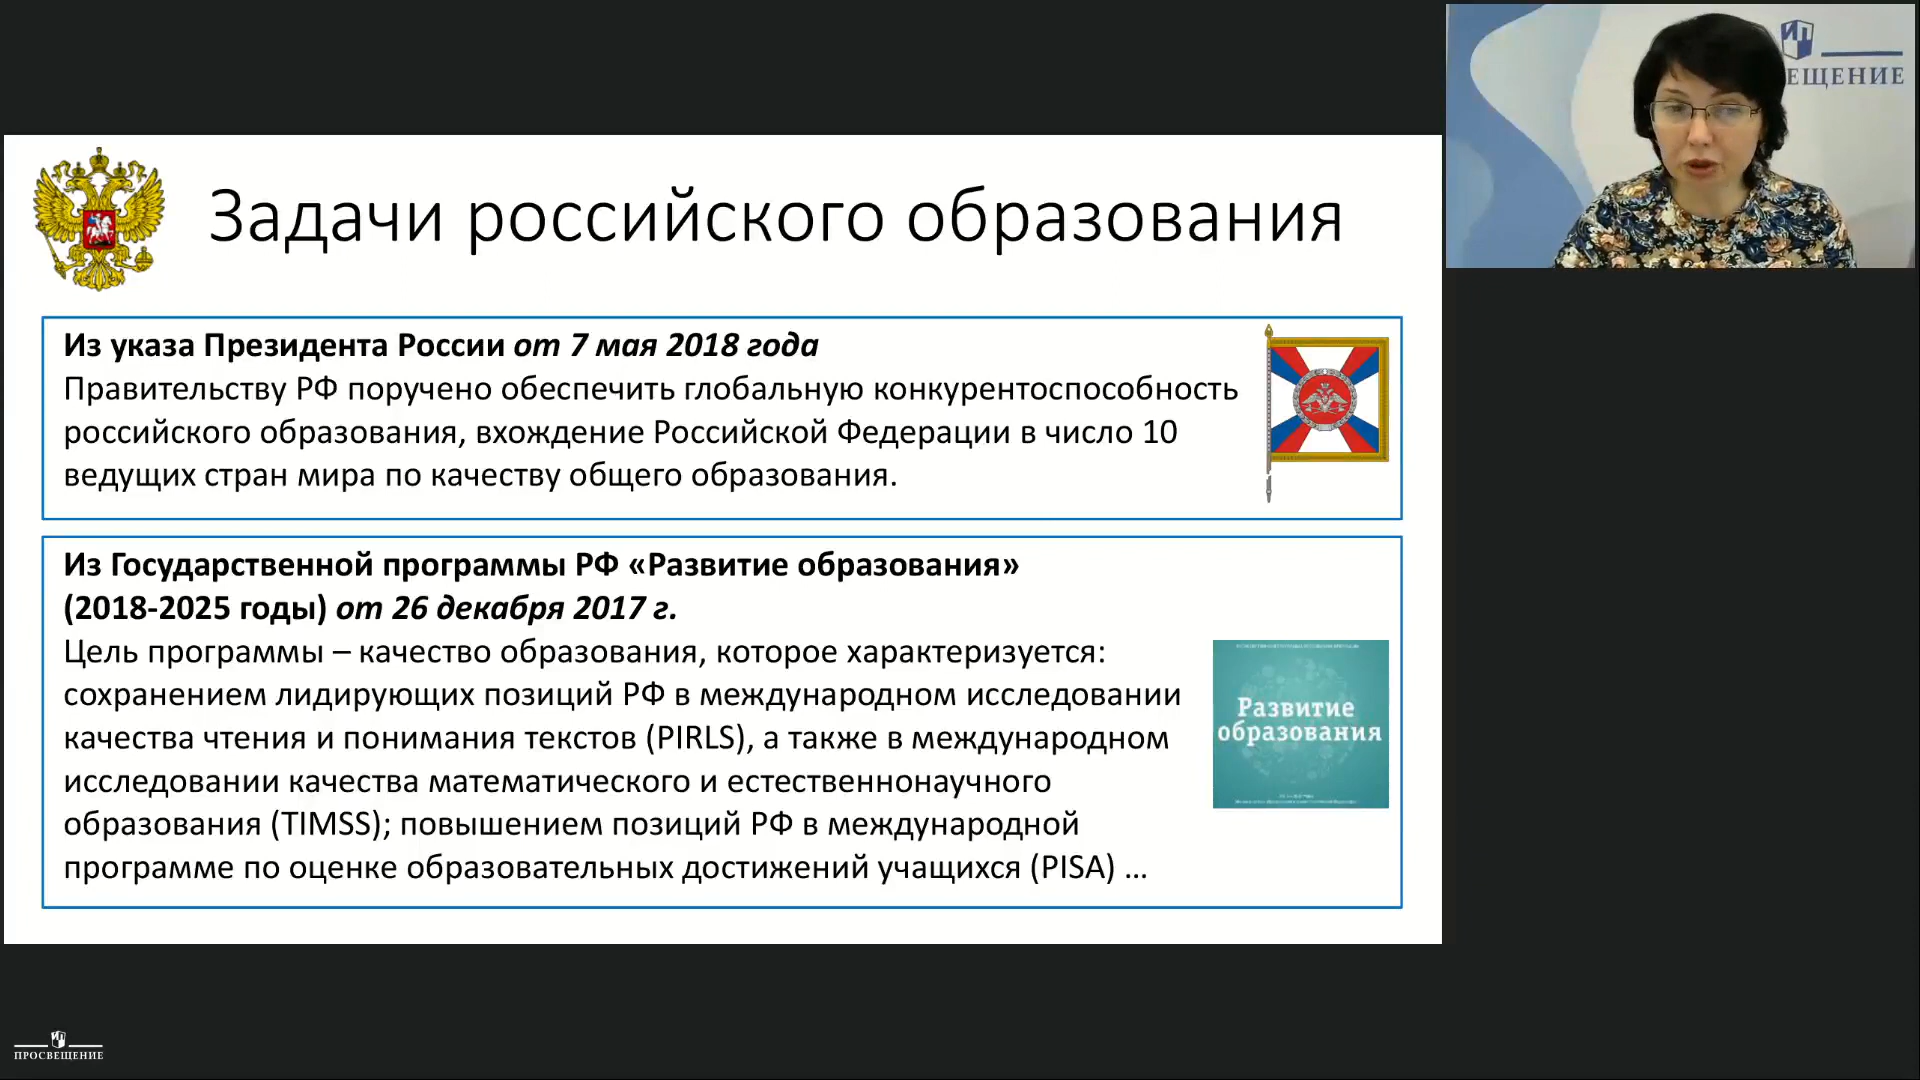 ИП
ЕЩЕНИЕ
Задачи российского образования
Из указа Президента России от 7 мая 2018 года
Правительству РФ поручено обеспечить глобальную конкурентоспособность
российского образования, вхождение Российской Федерации в число 10
ведущих стран мира по качеству общего образования.
Из Государственной программы РФ «Развитие образования»
(2018-2025 годы) от 26 декабря 2017 г.
Цель программы – качество образования, которое характеризуется:
сохранением лидирующих позиций РФ в международном исследовании
качества чтения и понимания текстов (PIRLS), а также в международном
исследовании качества математического и естественнонаучного
образования (TIMSS); повышением позиций РФ в международной
программе по оценке образовательных достижений учащихся (PISA) ...
Развитие
образования
ИП
ПРОСВЕЩЕНИЕ